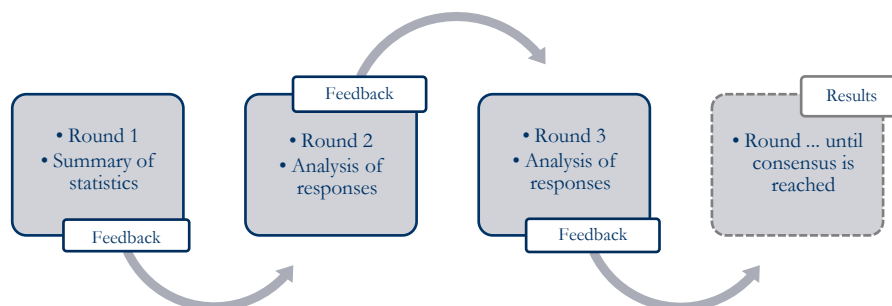 • Round 1
• Summary of
statistics
Feedback
Feedback
• Round 2
• Analysis of
responses
• Round 3
• Analysis of
responses
Feedback
Results
• Round ... until
consensus is
reached